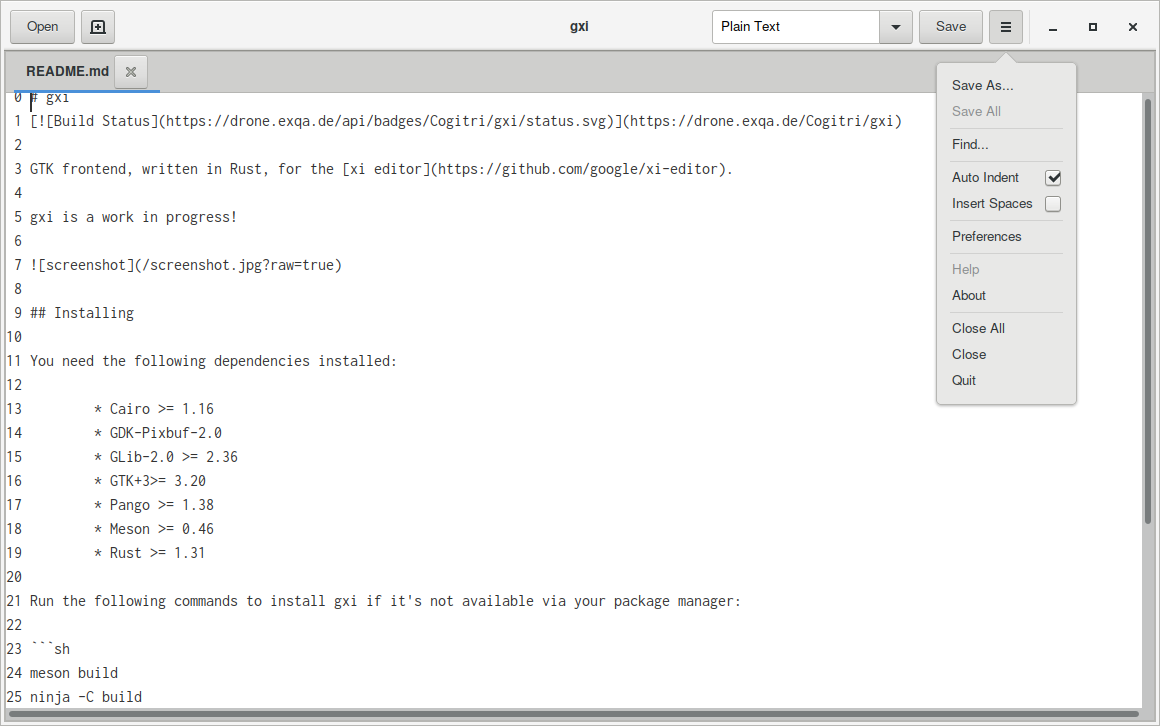 Open
gxi
Plain Text
Save
README.md
0 # gxi
1 [![Build Status](https://drone.exqa.de/api/badges/Cogitri/gxi/status.svg)](https://drone.exqa.de/Cogitri/gxi)
2
3 GTK frontend, written in Rust, for the [xi editor](https://github.com/google/xi-editor).
4
5 gxi is a work in progress!
6
7 ![screenshot](/screenshot.jpg?raw=true)
8
9 ## Installing
10
11 You need the following dependencies installed:
12
13 * Cairo >= 1.16
14 * GDK-Pixbuf-2.0
15 * GLib-2.0 >= 2.36
16 * GTK+3>= 3.20
17 * Pango >= 1.38
18 * Meson >= 0.46
19 * Rust >= 1.31
20
21 Run the following commands to install gxi if it's not available via your package manager:
22
23 ```sh
24 meson build
25 ninja -C build
Save As...
Save All
Find...
Auto Indent
Insert Spaces
Preferences
Help
About
Close All
Close
Quit